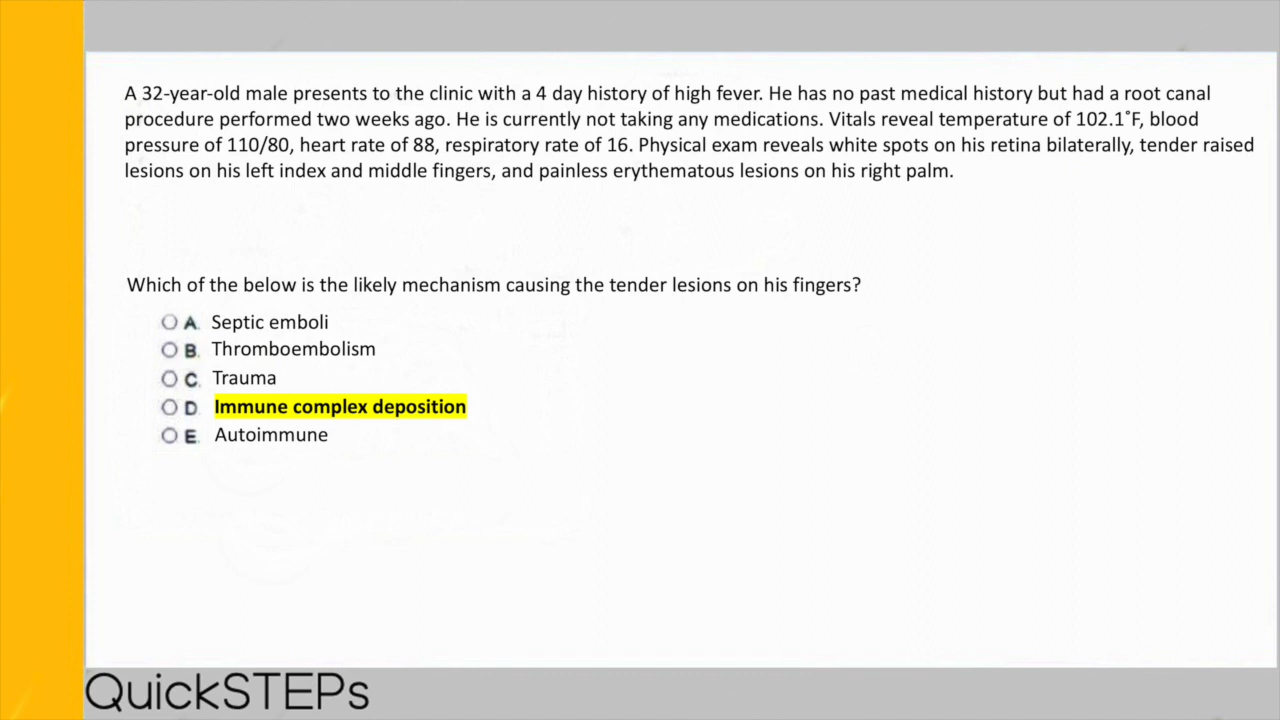 A 32-year-old male presents to the clinic with a 4 day history of high fever. He has no past medical history but had a root canal
procedure performed two weeks ago. He is currently not taking any medications. Vitals reveal temperature of 102.1˚F, blood
pressure of 110/80, heart rate of 88, respiratory rate of 16. Physical exam reveals white spots on his retina bilaterally, tender raised
lesions on his left index and middle fingers, and painless erythematous lesions on his right palm.
Which of the below is the likely mechanism causing the tender lesions on his fingers?
A. Septic emboli
B. Thromboembolism
C. Trauma
D. Immune complex deposition
E. Autoimmune
QuickSTEPs